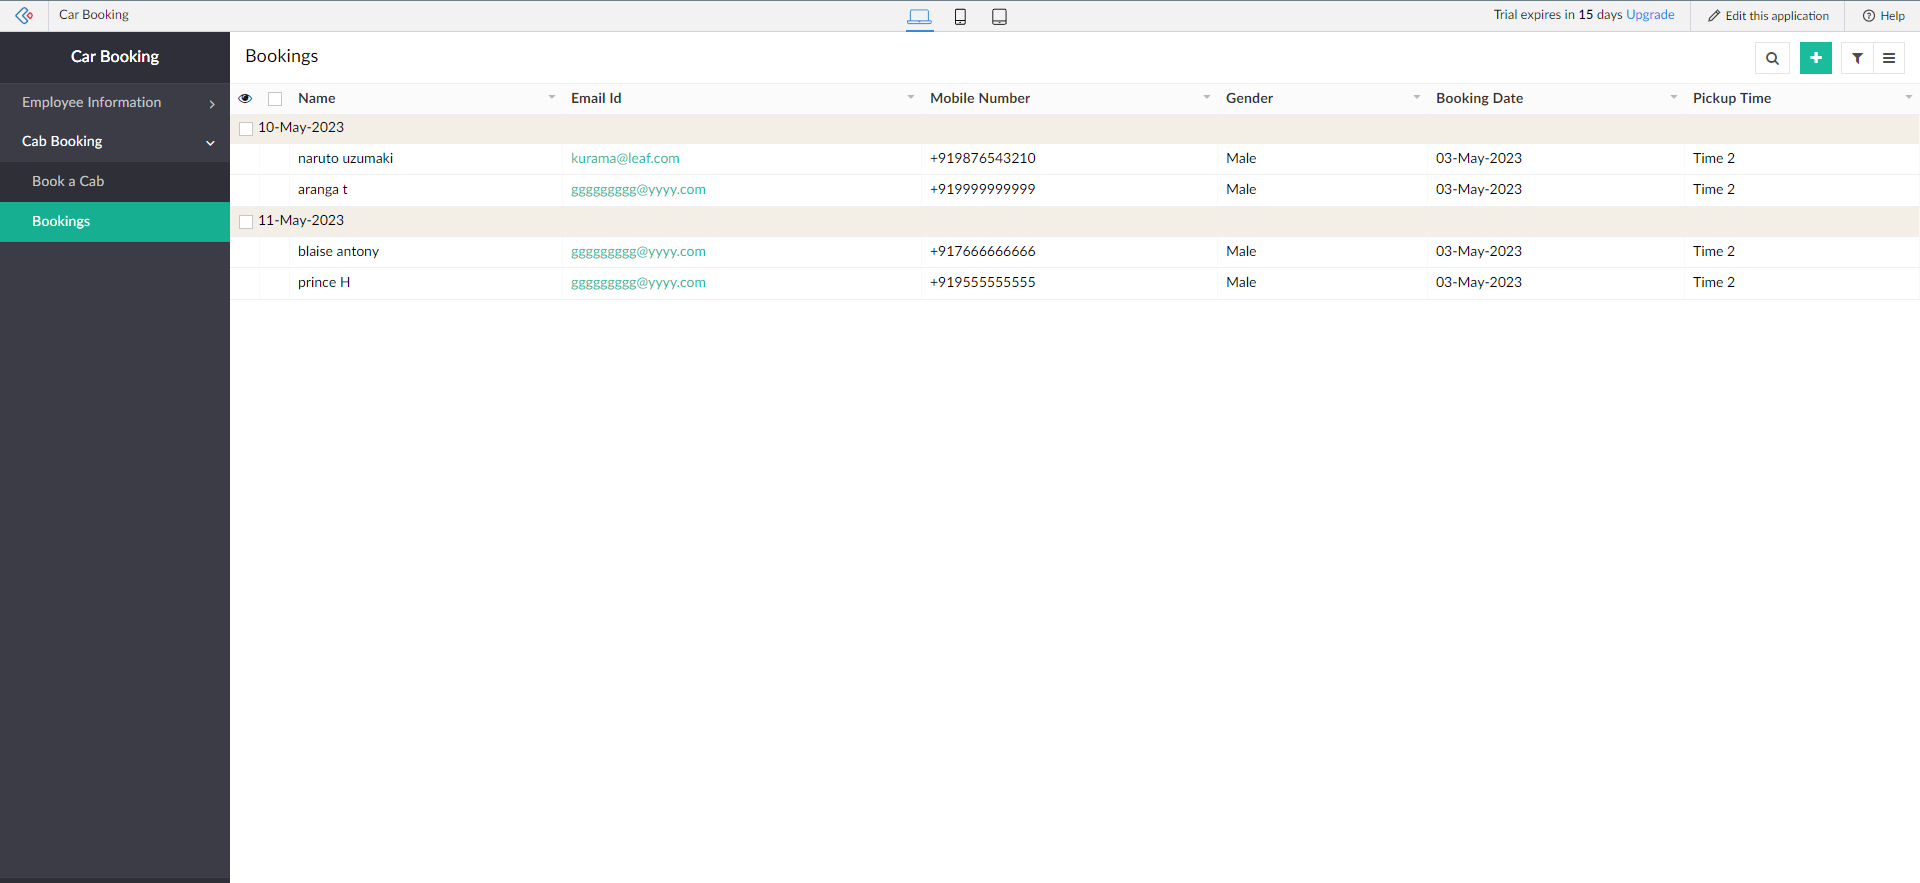 Car Booking
Trial expires in 15 days Upgrade
Edit this application
Help
Car Booking
Employee Information
Cab Booking
Book a Cab
Bookings
Bookings
Name Email Id Mobile Number Gender Booking Date Pickup Time
10-May-2023
naruto uzumaki kurama@leaf.com +919876543210 Male 03-May-2023 Time 2
aranga t ggggggggg@yyyy.com +919999999999 Male 03-May-2023 Time 2
11-May-2023
blaise antony ggggggggg@yyyy.com +917666666666 Male 03-May-2023 Time 2
prince H ggggggggg@yyyy.com +919555555555 Male 03-May-2023 Time 2